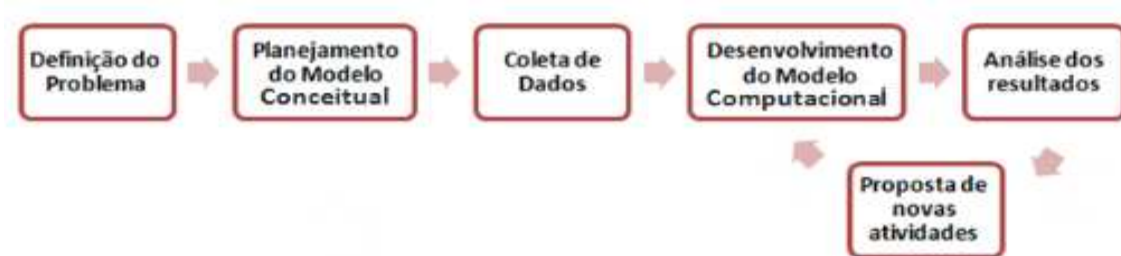 Definição do
Problema
Planejamento
do Modelo
Conceitual
Coleta de
Dados
Desenvolvimento
do Modelo
Computacional
Análise dos
resultados
Proposta de
novas
atividades